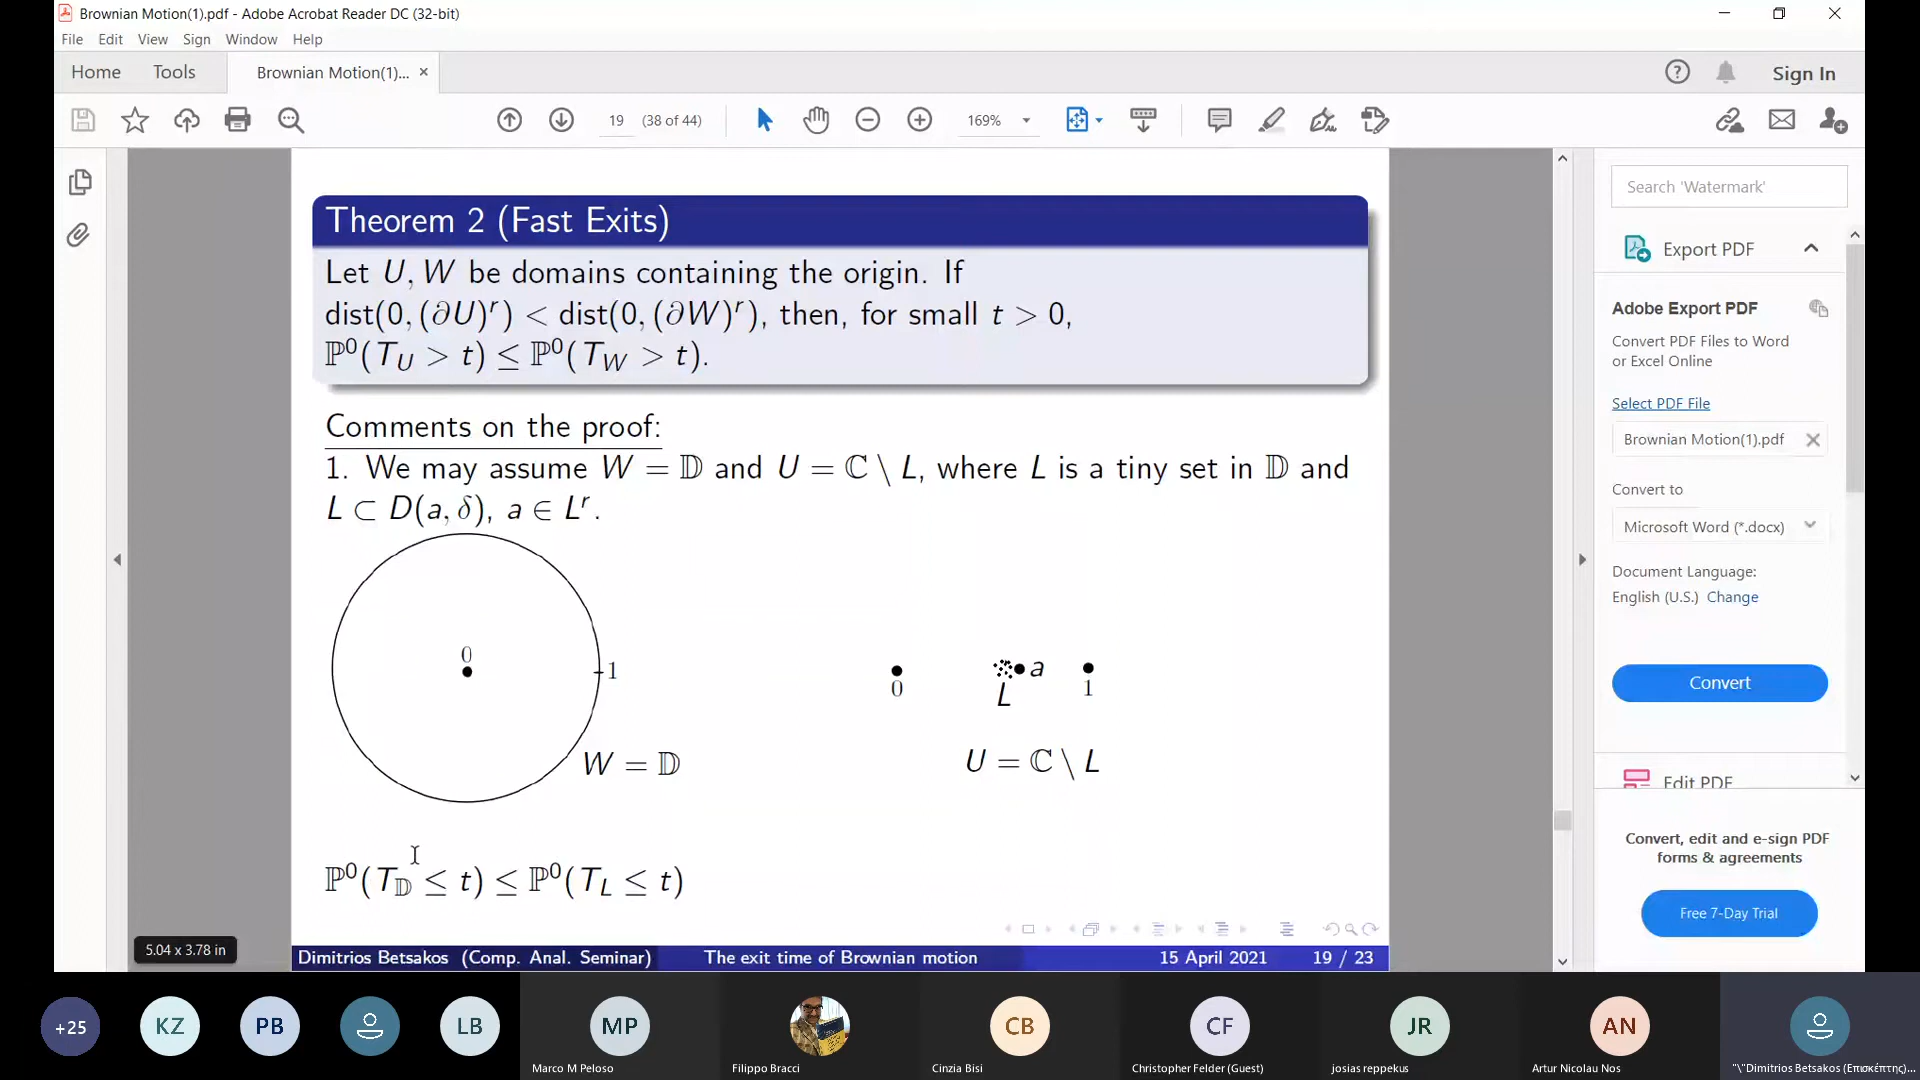 Brownian Motion(1).pdf - Adobe Acrobat Reader DC (32-bit)
File Edit View Sign Window Help
Home Tools Brownian Motion(1)... × Sign In
19 (38 of 44) 169%
Search 'Watermark'
Export PDF
Adobe Export PDF
Convert PDF Files to Word
or Excel Online
Select PDF File
Brownian Motion(1).pdf
Convert to
Microsoft Word (*.docx)
Document Language:
English (U.S.) Change
Convert
Edit PDF
Convert, edit and e-sign PDF
forms & agreements
Free 7-Day Trial
Theorem 2 (Fast Exits)
Let U, W be domains containing the origin. If
dist(0, (∂U)ʳ) < dist(0, (∂W)ʳ), then, for small t > 0,
ℙ⁰(T_U > t) ≤ ℙ⁰(T_W > t).
Comments on the proof:
1. We may assume W = 𝔻 and U = ℂ \ L, where L is a tiny set in 𝔻 and
L ⊂ D(a, δ), a ∈ Lʳ.
0
1
W = 𝔻
0
L
a
1
U = ℂ \ L
ℙ⁰(T_𝔻 ≤ t) ≤ ℙ⁰(T_L ≤ t)
5.04 x 3.78 in
Dimitrios Betsakos (Comp. Anal. Seminar) The exit time of Brownian motion 15 April 2021 19 / 23
+25 KZ PB LB MP CB CF JR AN
Marco M Peloso Filippo Bracci Cinzia Bisi Christopher Felder (Guest) josias reppekus Artur Nicolau Nos "\"Dimitrios Betsakos (Επισκέπτης)...